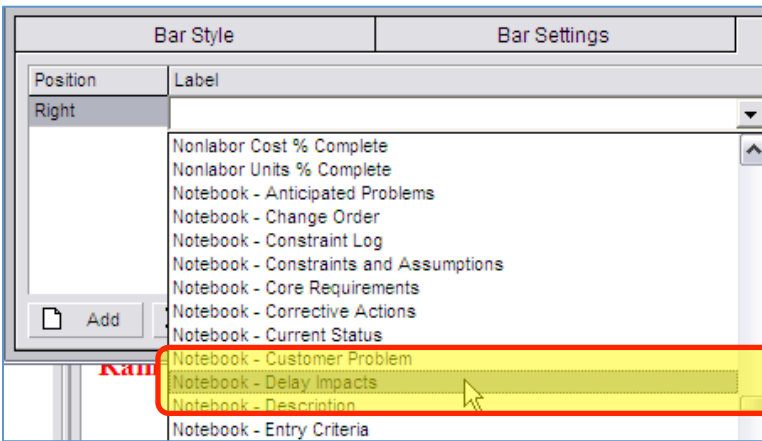 Bar Style Bar Settings
Position Label
Right
Nonlabor Cost % Complete
Nonlabor Units % Complete
Notebook - Anticipated Problems
Notebook - Change Order
Notebook - Constraint Log
Notebook - Constraints and Assumptions
Notebook - Core Requirements
Notebook - Corrective Actions
Add
Notebook - Current Status
Notebook - Customer Problem
Notebook - Delay Impacts
Notebook - Description
Notebook - Entry Criteria